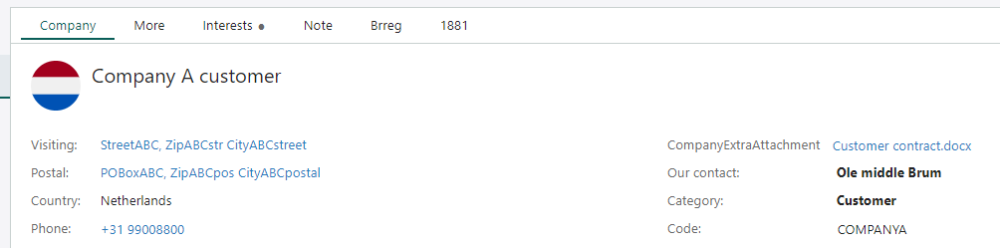 Company More Interests Note Brreg 1881
Company A customer
Visiting: StreetABC, ZipABCstr CityABCstreet CompanyExtraAttachment Customer contract.docx
Postal: POBoxABC, ZipABCpos CityABCpostal Our contact: Ole middle Brum
Country: Netherlands Category: Customer
Phone: +31 99008800 Code: COMPANYA